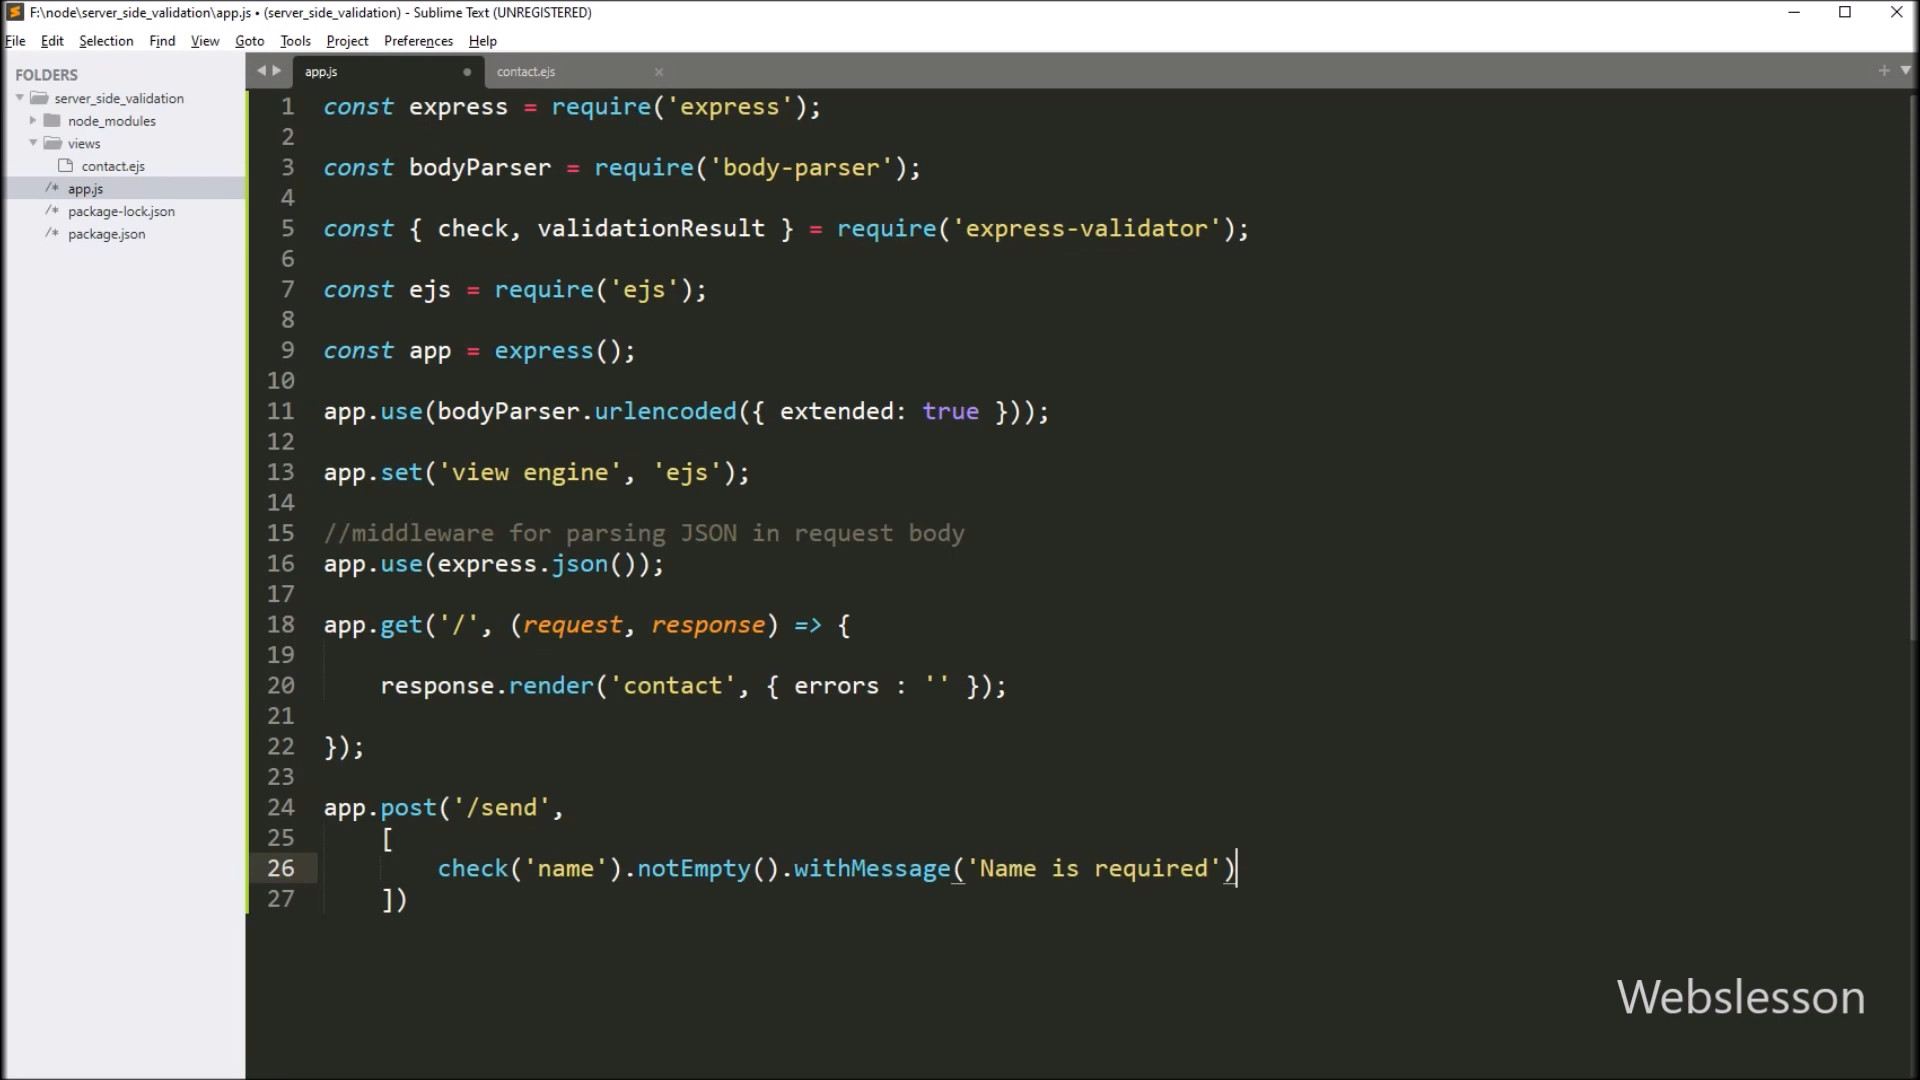 F:\node\server_side_validation\app.js • (server_side_validation) - Sublime Text (UNREGISTERED)
File Edit Selection Find View Goto Tools Project Preferences Help
FOLDERS
server_side_validation
node_modules
views
contact.ejs
/* app.js
/* package-lock.json
/* package.json
app.js
contact.ejs
1 const express = require('express');
2
3 const bodyParser = require('body-parser');
4
5 const { check, validationResult } = require('express-validator');
6
7 const ejs = require('ejs');
8
9 const app = express();
10
11 app.use(bodyParser.urlencoded({ extended: true }));
12
13 app.set('view engine', 'ejs');
14
15 //middleware for parsing JSON in request body
16 app.use(express.json());
17
18 app.get('/', (request, response) => {
19
20     response.render('contact', { errors : '' });
21
22 });
23
24 app.post('/send',
25     [
26         check('name').notEmpty().withMessage('Name is required')
27     ])
Webslesson